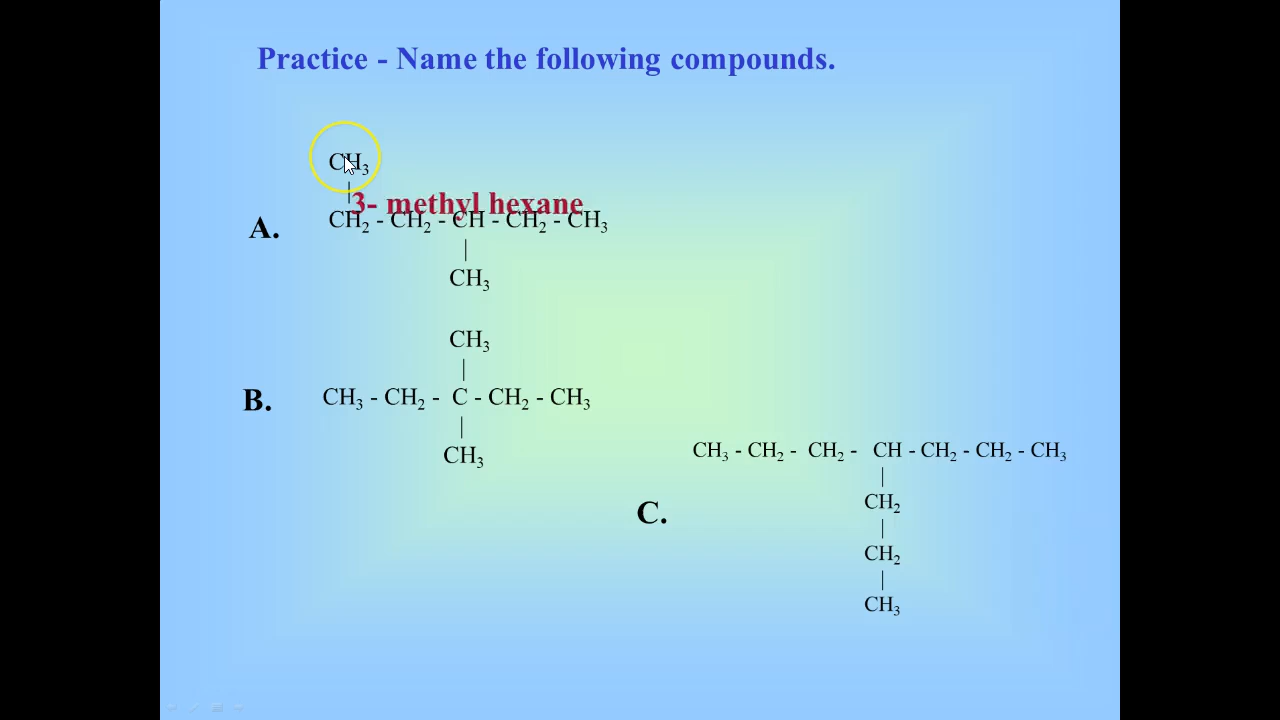 Practice - Name the following compounds.
CH₃
|
3- methyl hexane
A. CH₂ - CH₂ - CH - CH₂ - CH₃
|
CH₃
CH₃
|
B. CH₃ - CH₂ - C - CH₂ - CH₃
|
CH₃
C. CH₃ - CH₂ - CH₂ - CH - CH₂ - CH₂ - CH₃
|
CH₂
|
CH₂
|
CH₃